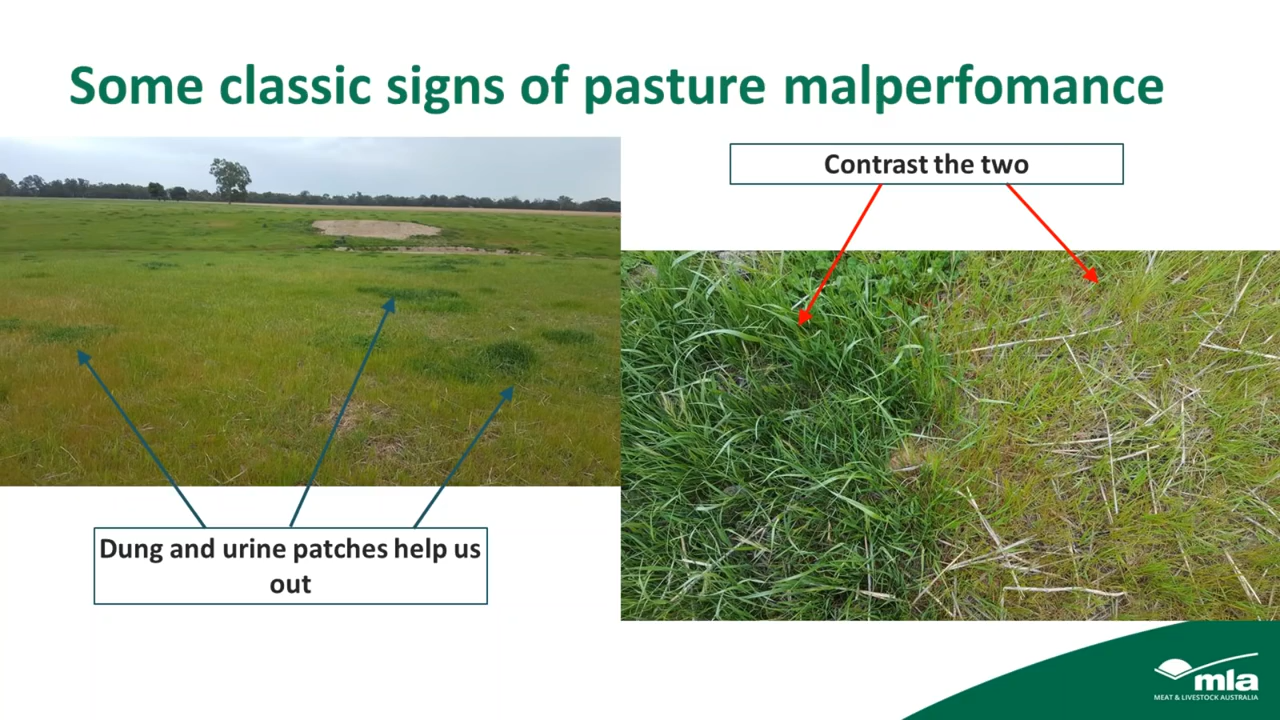 Some classic signs of pasture malperfomance
Contrast the two
Dung and urine patches help us
out
mla
MEAT & LIVESTOCK AUSTRALIA